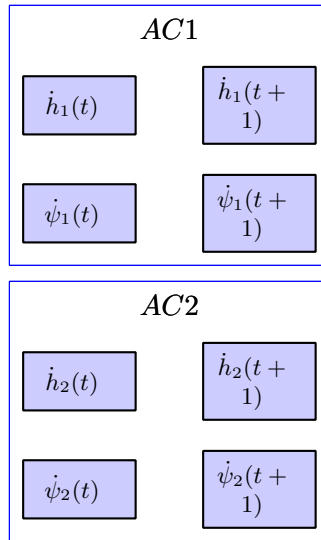 AC1
ḣ₁(t)
ḣ₁(t +
1)
ψ̇₁(t)
ψ̇₁(t +
1)
AC2
ḣ₂(t)
ḣ₂(t +
1)
ψ̇₂(t)
ψ̇₂(t +
1)